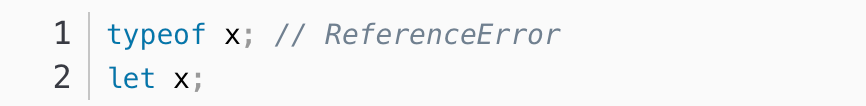 1 typeof x; // ReferenceError
2 let x;